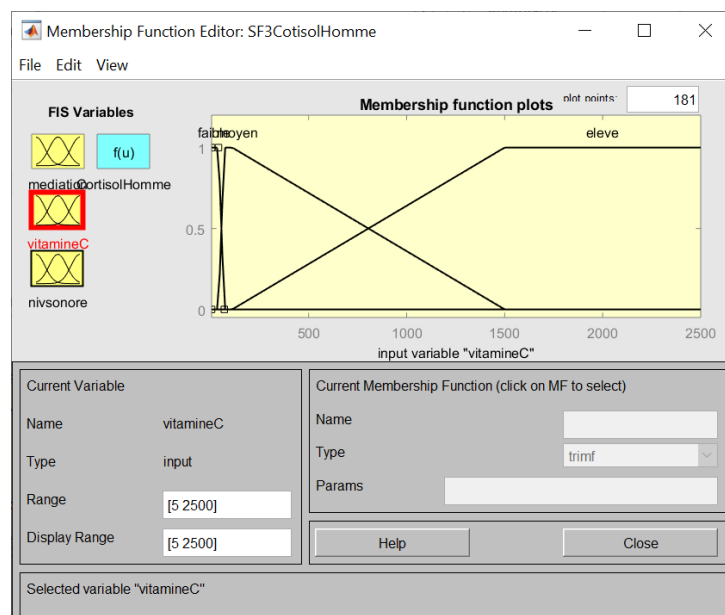 Membership Function Editor: SF3CotisolHomme
File Edit View
FIS Variables
f(u)
mediation
CortisolHomme
vitamineC
nivsonore
Membership function plots
plot points:
181
faible
moyen
eleve
1
0.5
0
500 1000 1500 2000 2500
input variable "vitamineC"
Current Variable
Name vitamineC
Type input
Range [5 2500]
Display Range [5 2500]
Current Membership Function (click on MF to select)
Name
Type trimf
Params
Help Close
Selected variable "vitamineC"